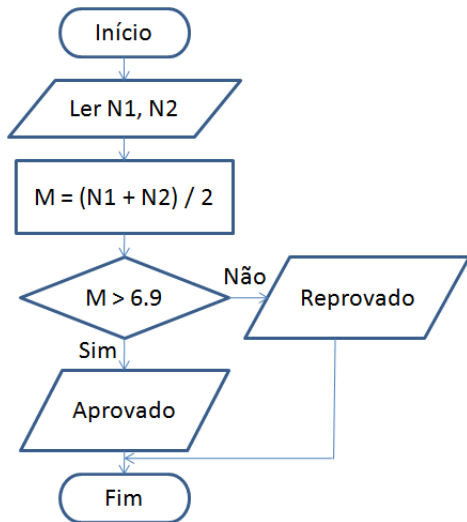 Início
Ler N1, N2
M = (N1 + N2) / 2
M > 6.9
Não
Reprovado
Sim
Aprovado
Fim